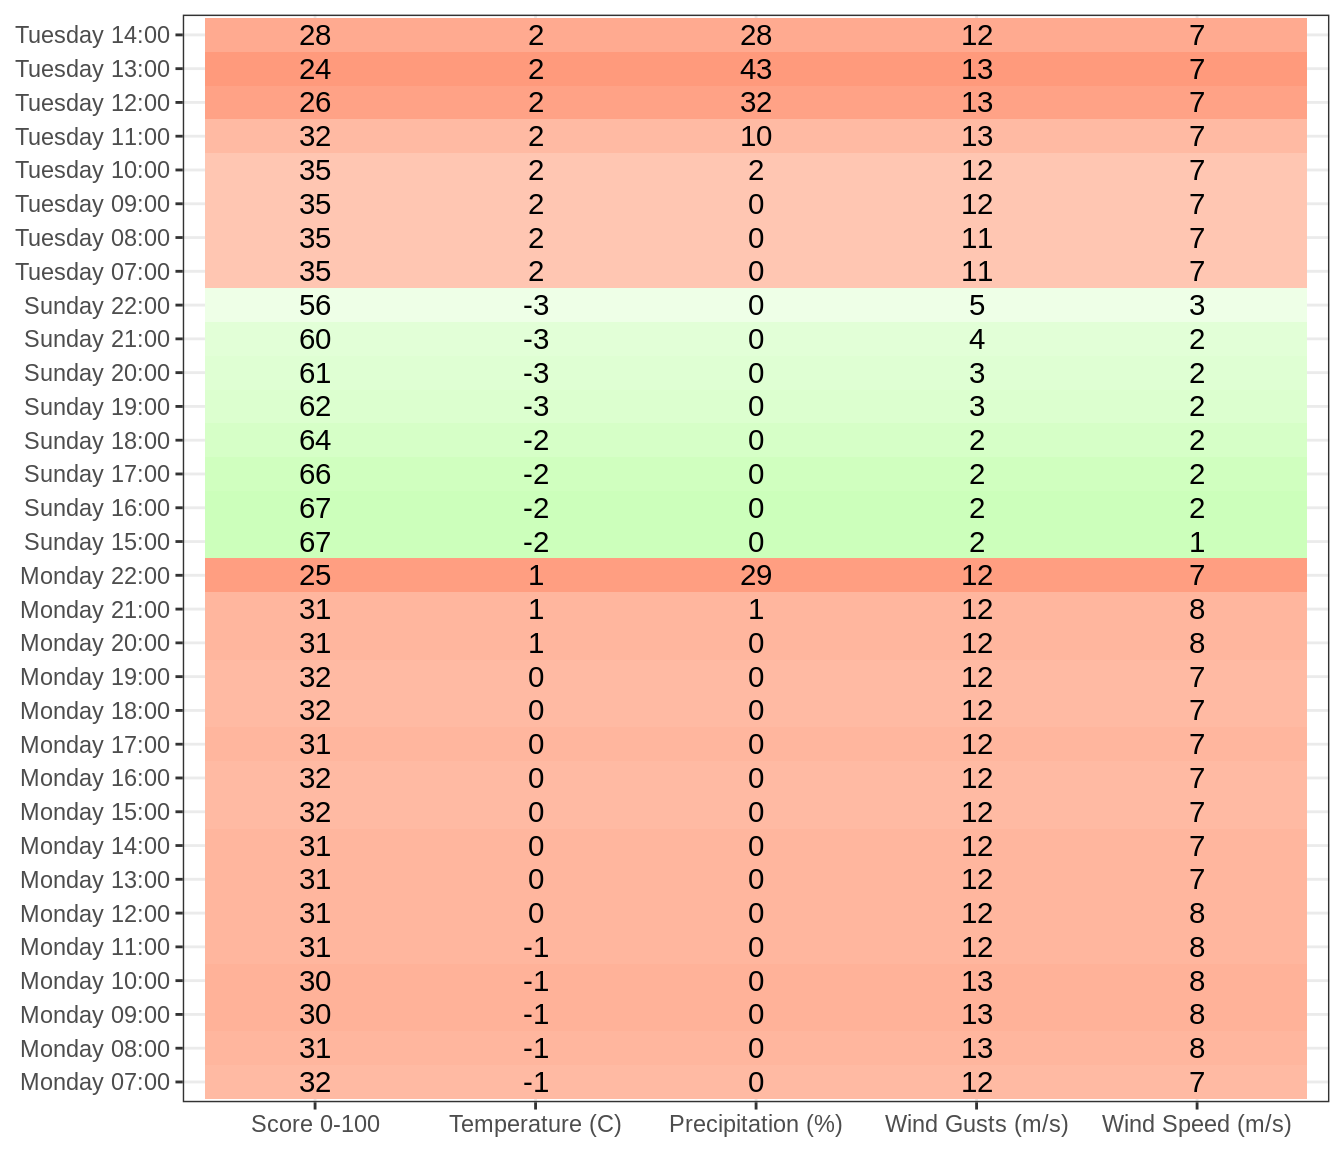 Tuesday 14:00 28 2 28 12 7
Tuesday 13:00 24 2 43 13 7
Tuesday 12:00 26 2 32 13 7
Tuesday 11:00 32 2 10 13 7
Tuesday 10:00 35 2 2 12 7
Tuesday 09:00 35 2 0 12 7
Tuesday 08:00 35 2 0 11 7
Tuesday 07:00 35 2 0 11 7
Sunday 22:00 56 -3 0 5 3
Sunday 21:00 60 -3 0 4 2
Sunday 20:00 61 -3 0 3 2
Sunday 19:00 62 -3 0 3 2
Sunday 18:00 64 -2 0 2 2
Sunday 17:00 66 -2 0 2 2
Sunday 16:00 67 -2 0 2 2
Sunday 15:00 67 -2 0 2 1
Monday 22:00 25 1 29 12 7
Monday 21:00 31 1 1 12 8
Monday 20:00 31 1 0 12 8
Monday 19:00 32 0 0 12 7
Monday 18:00 32 0 0 12 7
Monday 17:00 31 0 0 12 7
Monday 16:00 32 0 0 12 7
Monday 15:00 32 0 0 12 7
Monday 14:00 31 0 0 12 7
Monday 13:00 31 0 0 12 7
Monday 12:00 31 0 0 12 8
Monday 11:00 31 -1 0 12 8
Monday 10:00 30 -1 0 13 8
Monday 09:00 30 -1 0 13 8
Monday 08:00 31 -1 0 13 8
Monday 07:00 32 -1 0 12 7
Score 0-100 Temperature (C) Precipitation (%) Wind Gusts (m/s) Wind Speed (m/s)